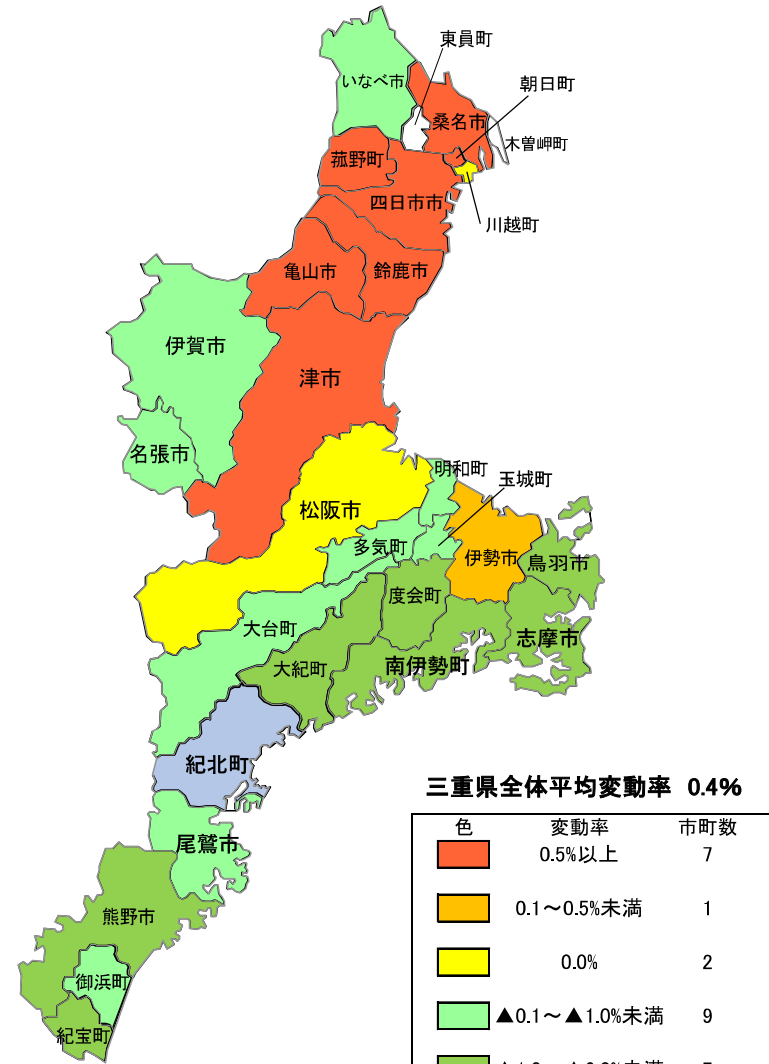 東員町
いなべ市
朝日町
桑名市
木曽岬町
菰野町
四日市市
川越町
亀山市
鈴鹿市
伊賀市
津市
名張市
明和町
玉城町
松阪市
多気町
伊勢市
鳥羽市
度会町
大台町
志摩市
大紀町
南伊勢町
紀北町
尾鷲市
熊野市
御浜町
紀宝町
三重県全体平均変動率 0.4%
色 変動率 市町数
0.5%以上 7
0.1~0.5%未満 1
0.0% 2
▲0.1~▲1.0%未満 9